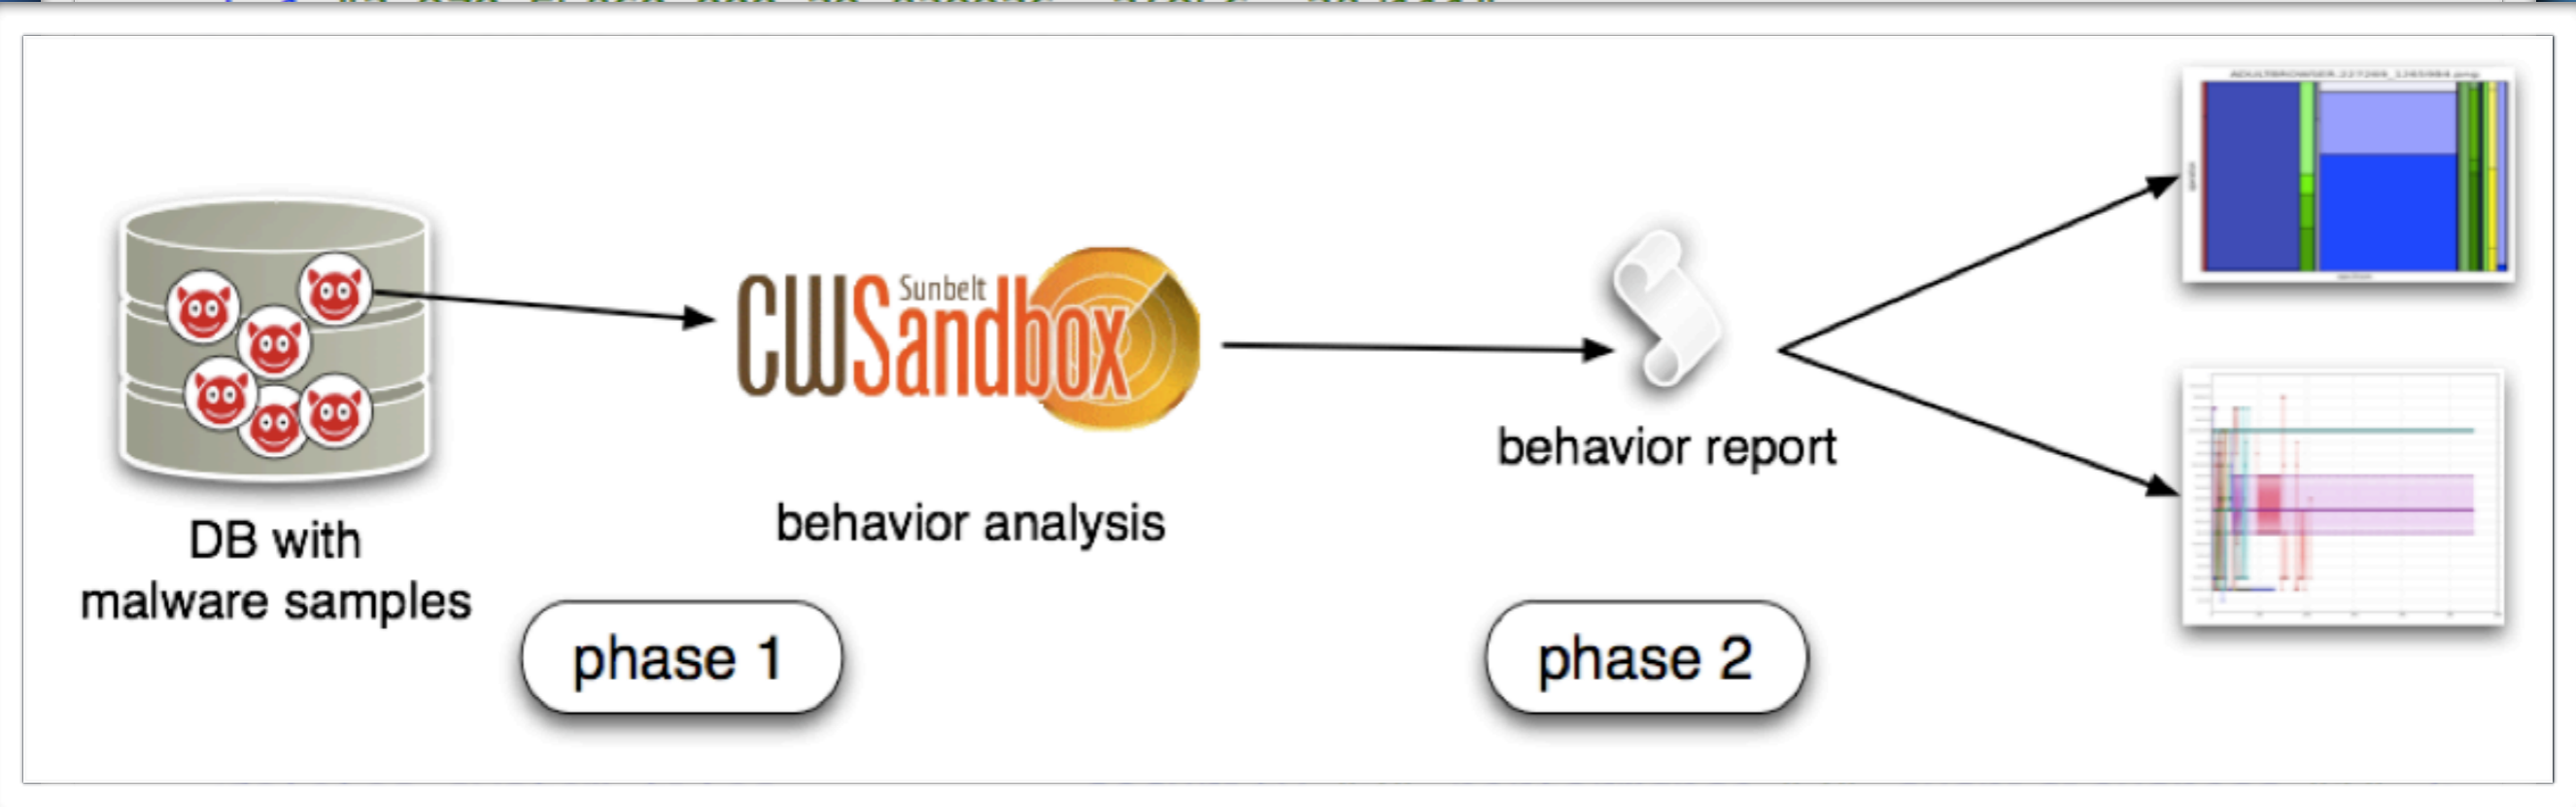 DB with
malware samples
Sunbelt
CWSandbox
behavior analysis
behavior report
phase 1
phase 2